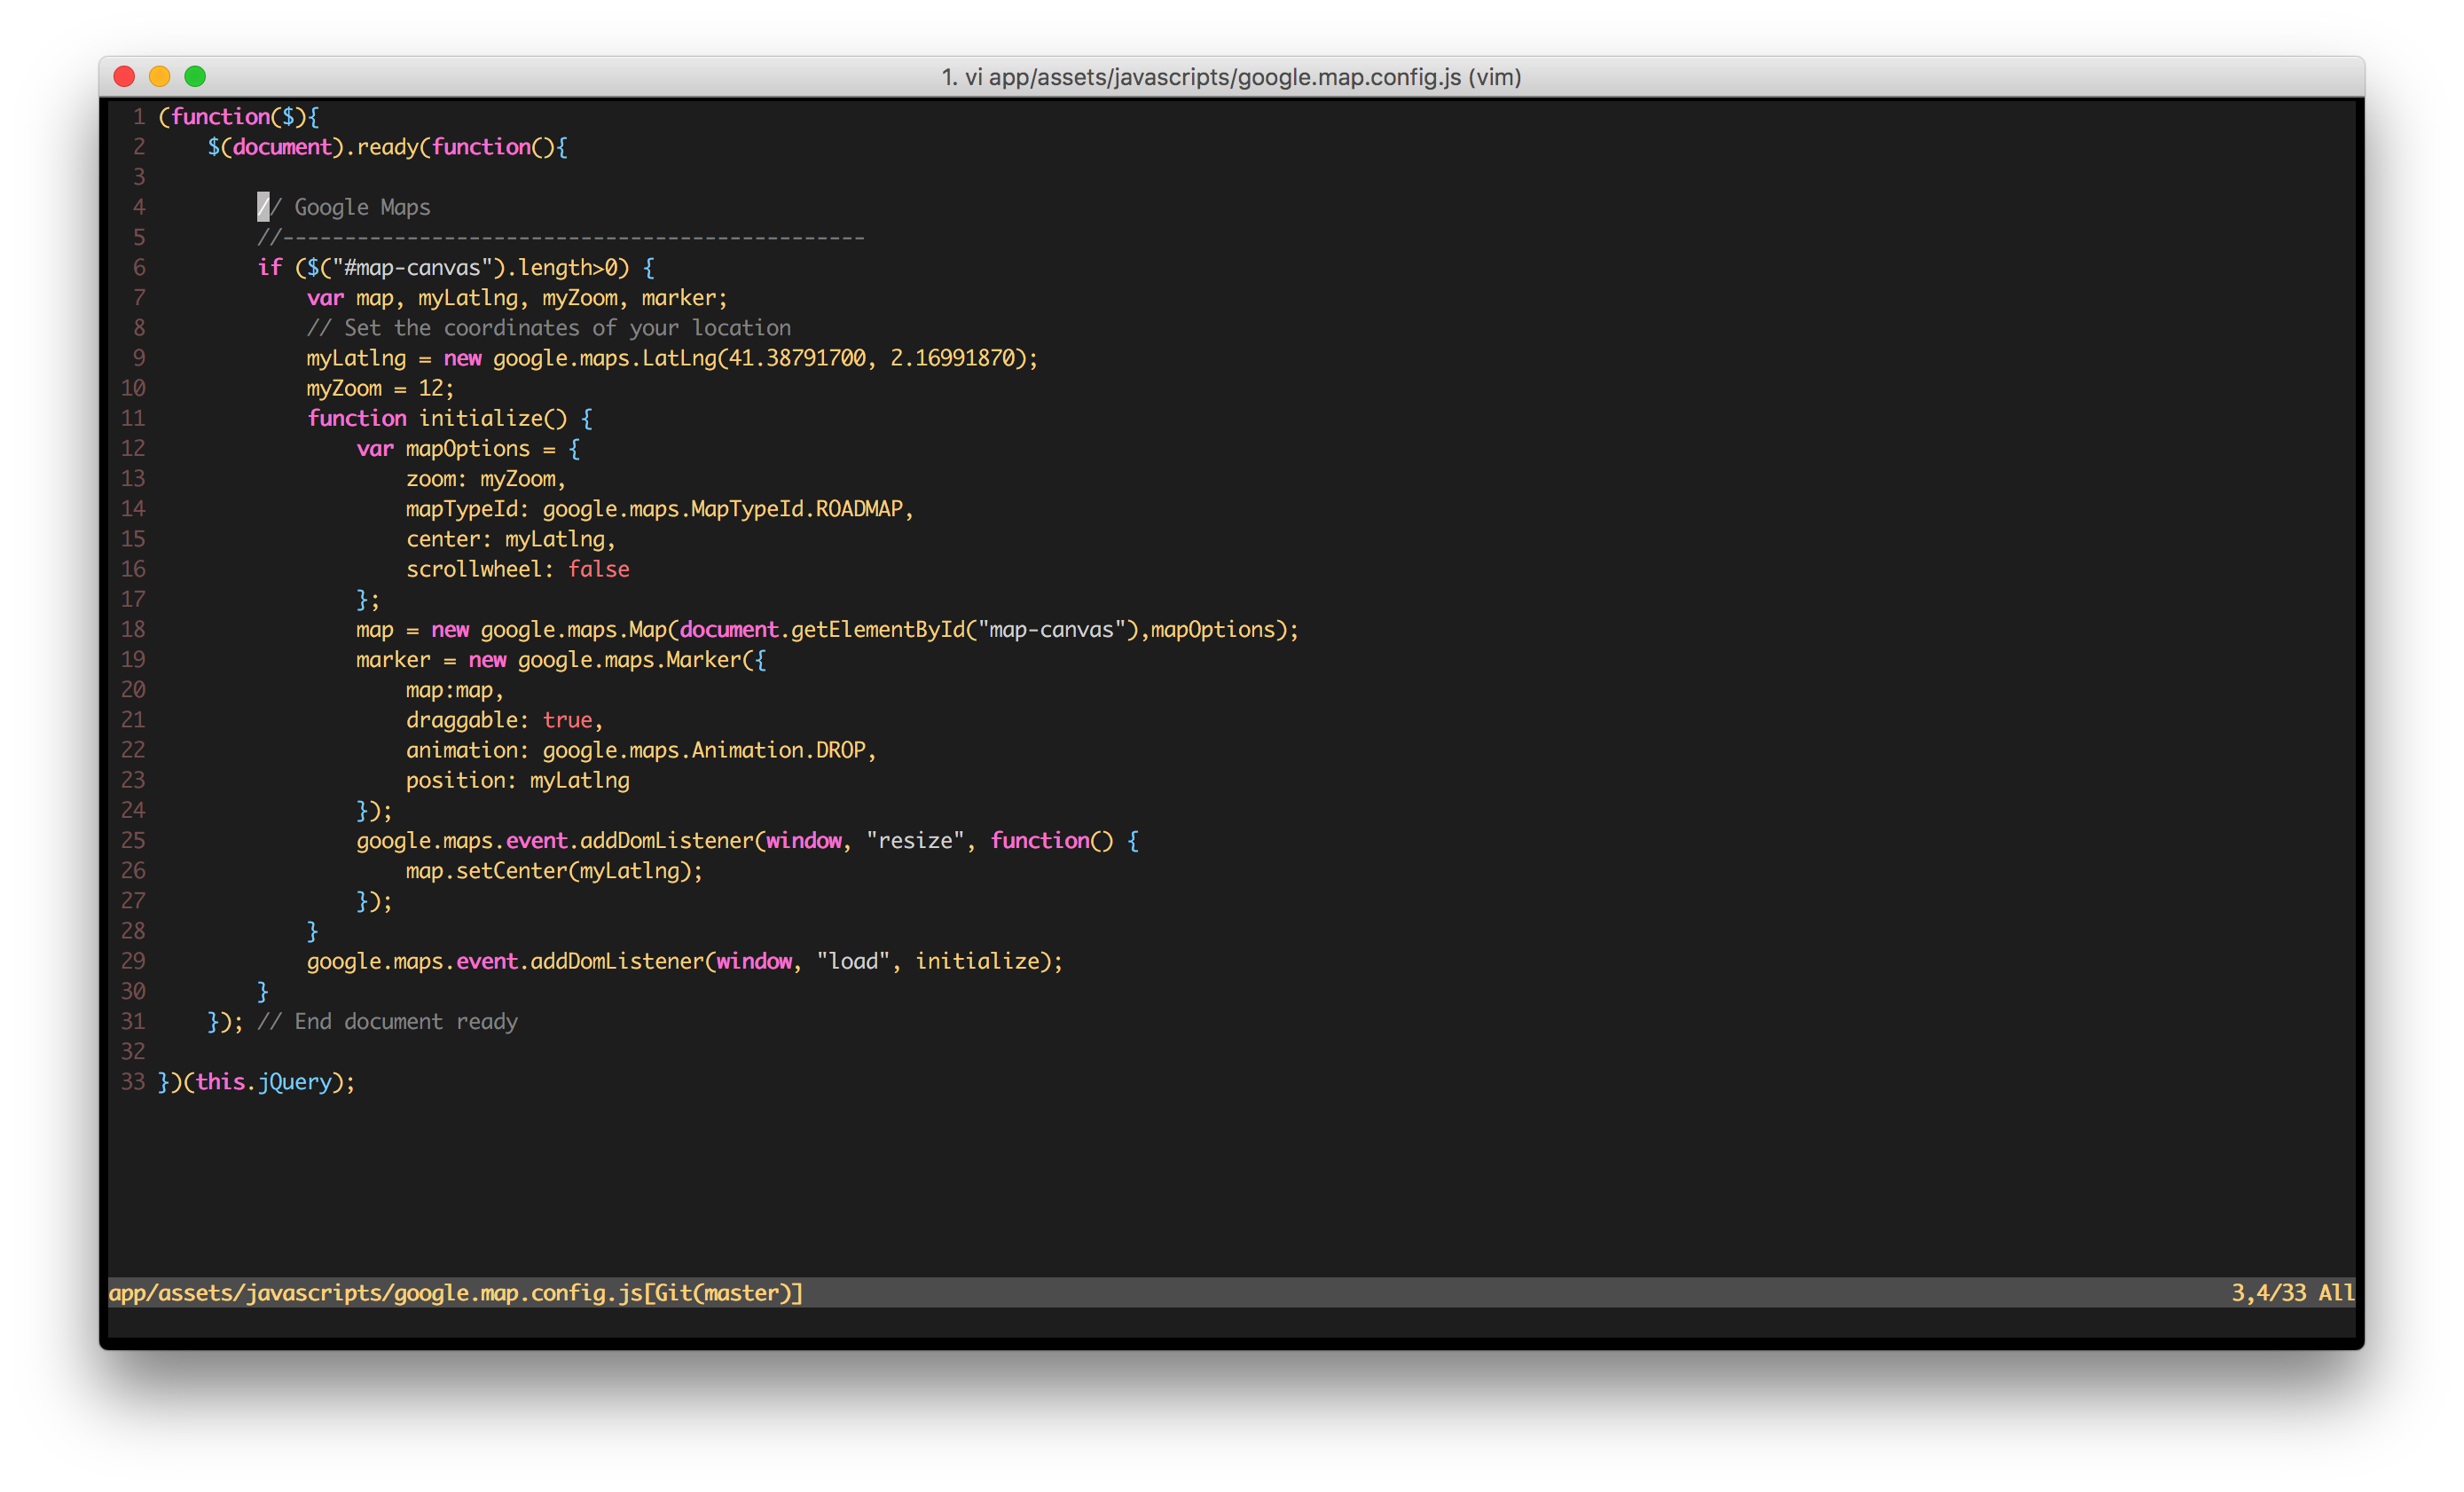 1. vi app/assets/javascripts/google.map.config.js (vim)
1 (function($){
2     $(document).ready(function(){
3
4         // Google Maps
5         //-----------------------------------------------
6         if ($("#map-canvas").length>0) {
7             var map, myLatlng, myZoom, marker;
8             // Set the coordinates of your location
9             myLatlng = new google.maps.LatLng(41.38791700, 2.16991870);
10             myZoom = 12;
11             function initialize() {
12                 var mapOptions = {
13                     zoom: myZoom,
14                     mapTypeId: google.maps.MapTypeId.ROADMAP,
15                     center: myLatlng,
16                     scrollwheel: false
17                 };
18                 map = new google.maps.Map(document.getElementById("map-canvas"),mapOptions);
19                 marker = new google.maps.Marker({
20                     map:map,
21                     draggable: true,
22                     animation: google.maps.Animation.DROP,
23                     position: myLatlng
24                 });
25                 google.maps.event.addDomListener(window, "resize", function() {
26                     map.setCenter(myLatlng);
27                 });
28             }
29             google.maps.event.addDomListener(window, "load", initialize);
30         }
31     }); // End document ready
32
33 })(this.jQuery);
app/assets/javascripts/google.map.config.js[Git(master)] 3,4/33 All